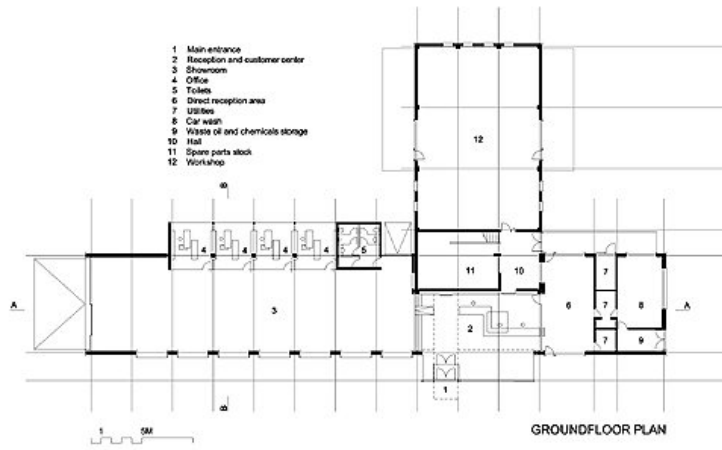 1 Main entrance
2 Reception and customer center
3 Showroom
4 Office
5 Toilets
6 Direct reception area
7 Utilities
8 Car wash
9 Waste oil and chemicals storage
10 Hall
11 Spare parts stock
12 Workshop
12
B
4 4 4 4 5
11 10 7
6 8
A 3 7 A
2
7 9
1
B
1 5M
GROUNDFLOOR PLAN